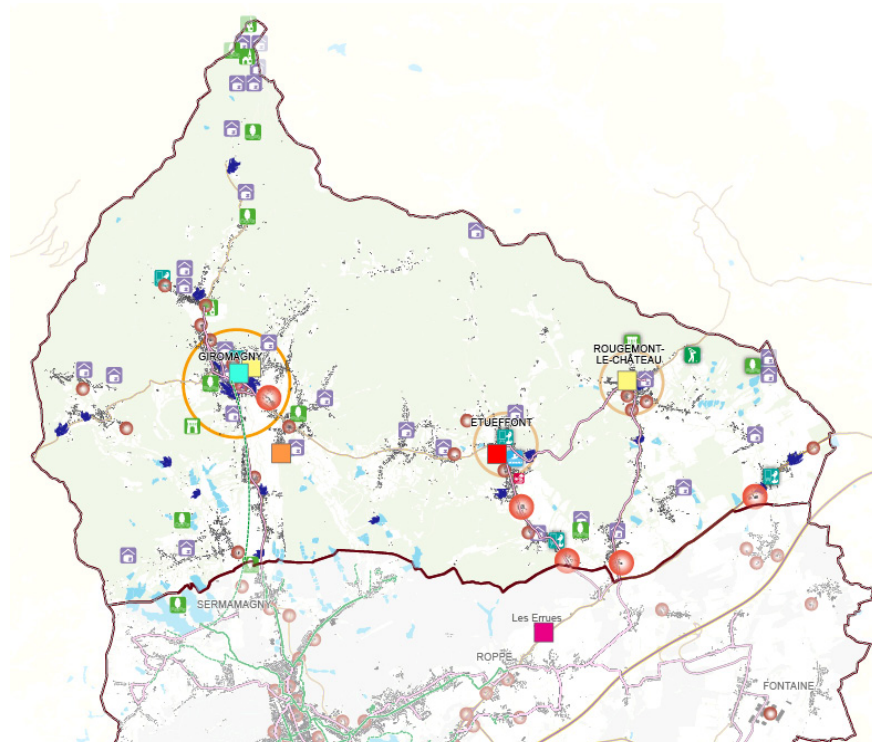 GIROMAGNY
ROUGEMONT-
LE-CHÂTEAU
ETUEFFONT
SERMAMAGNY
Les Errues
ROPPE
FONTAINE